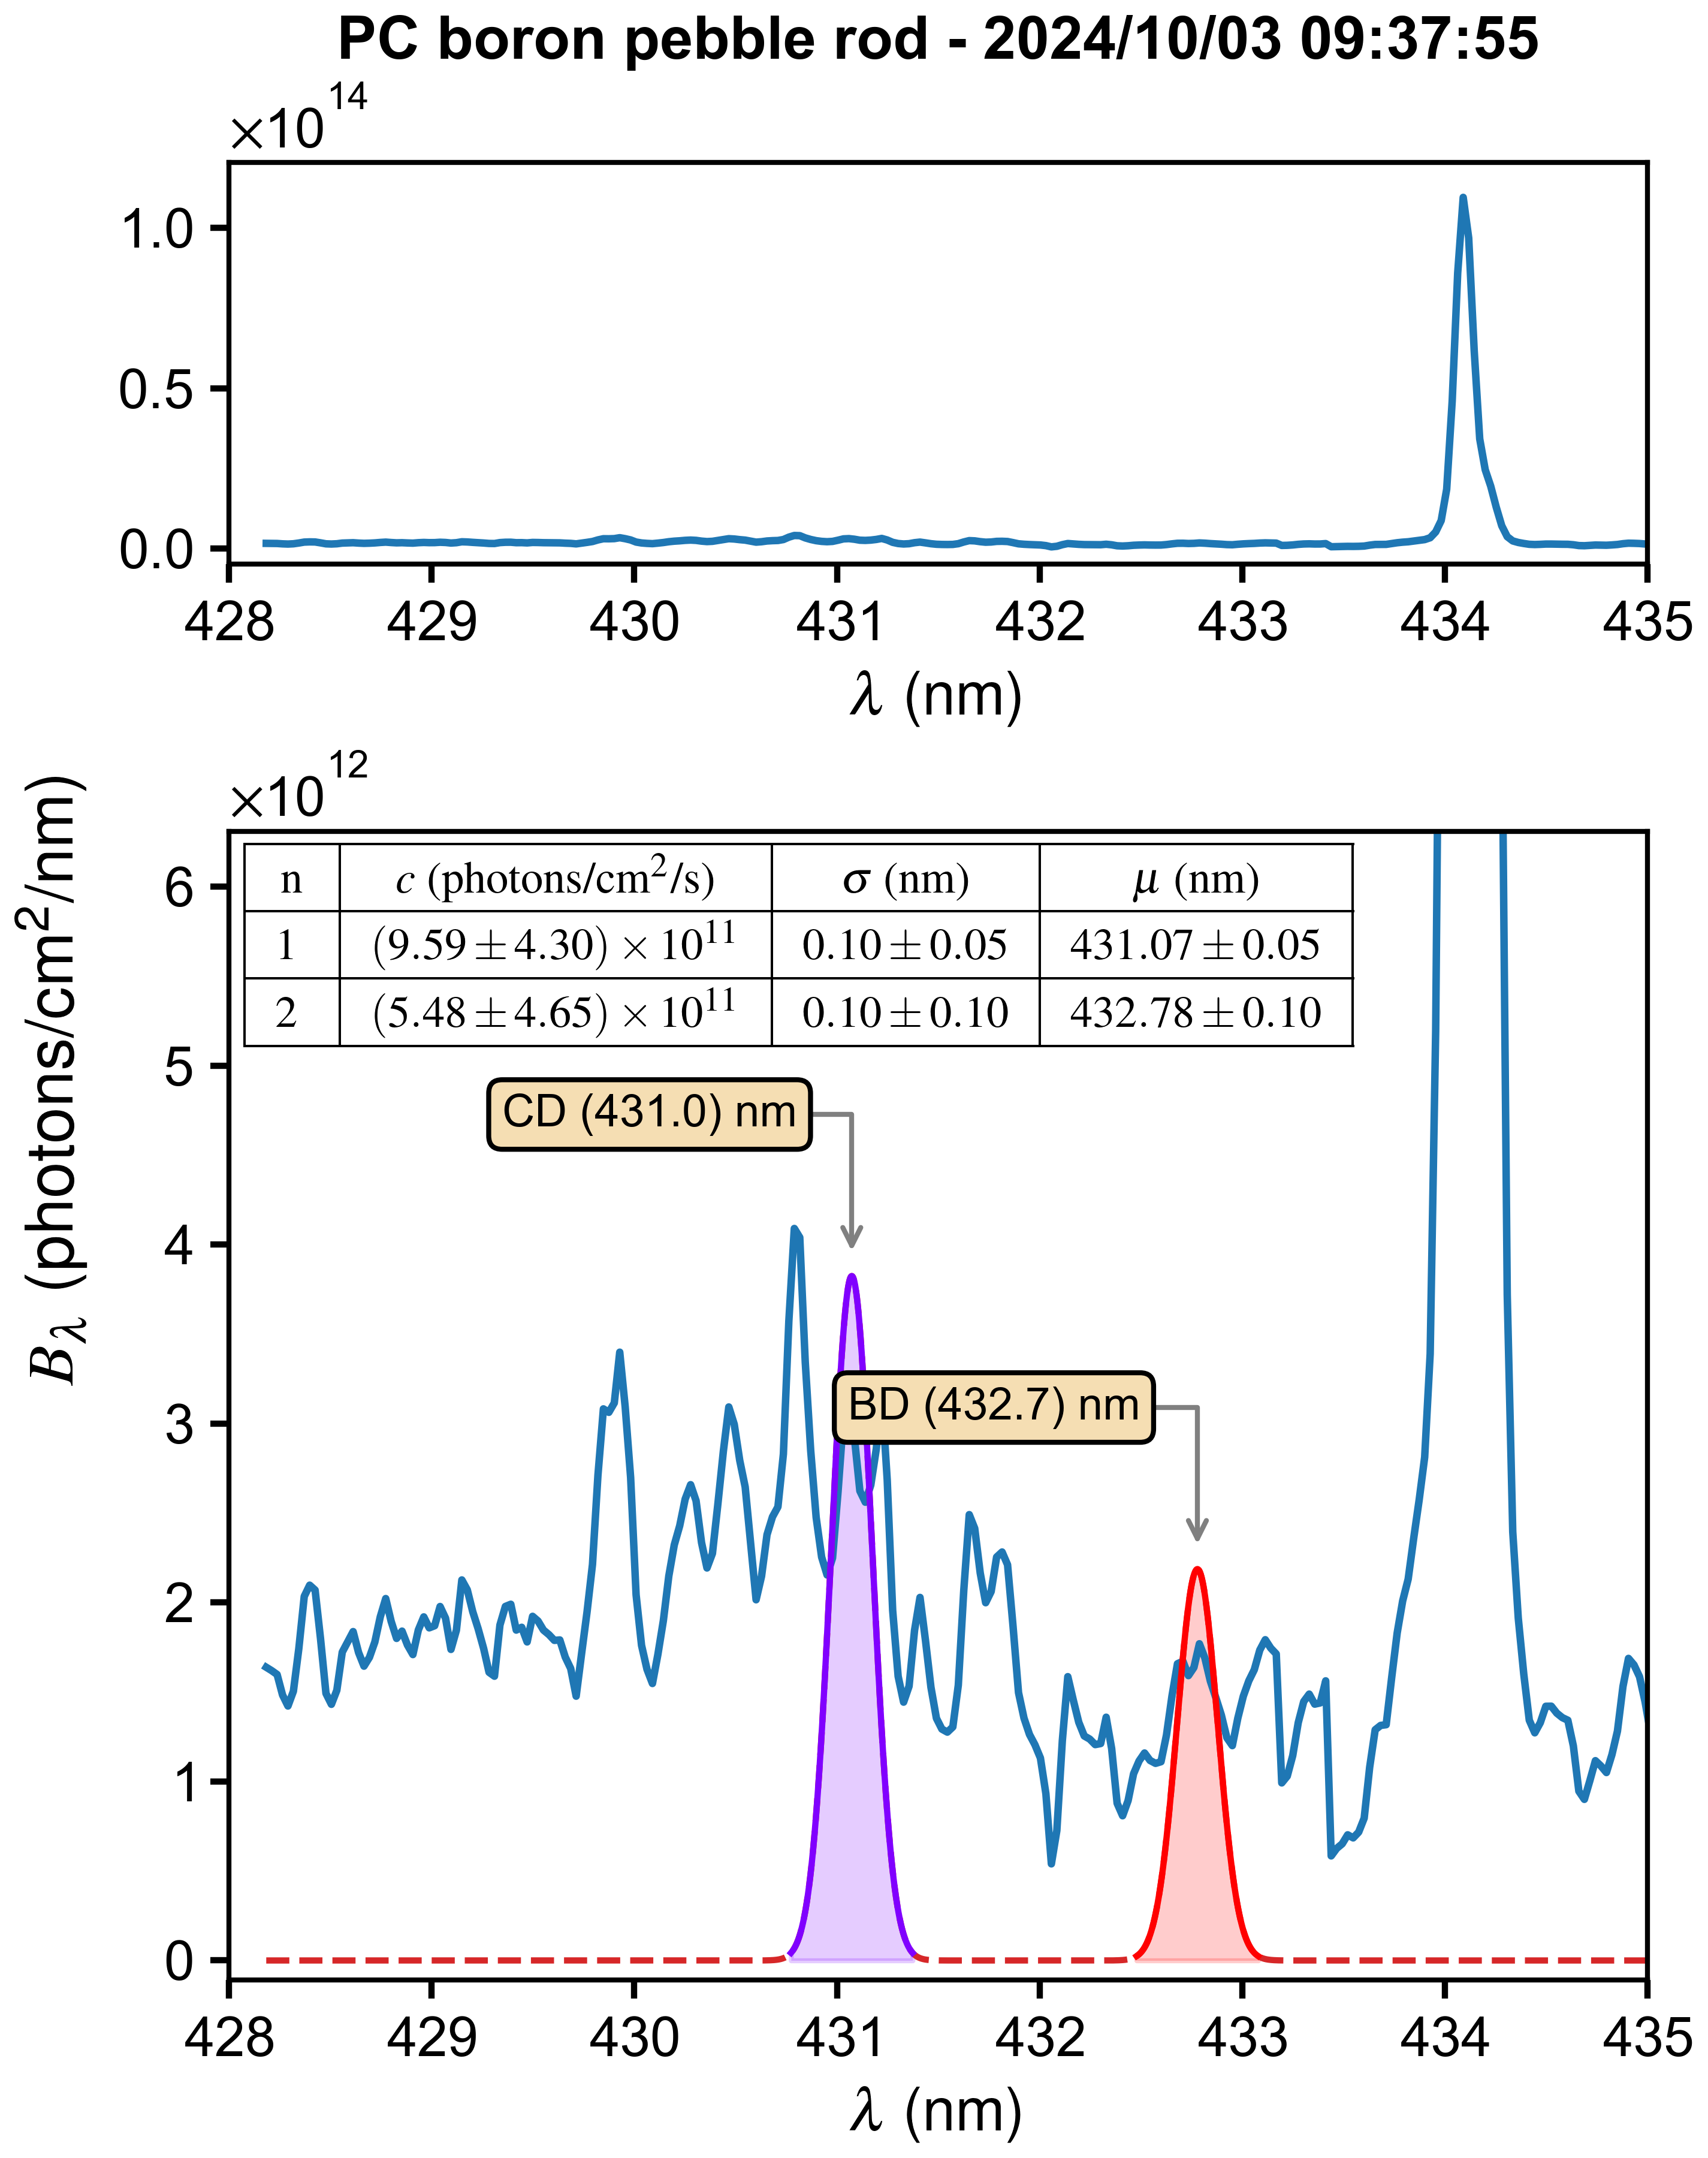 PC boron pebble rod - 2024/10/03 09:37:55
×10^14
1.0
0.5
0.0
428 429 430 431 432 433 434 435
λ (nm)
×10^12
B_λ (photons/cm²/nm)
6
5
4
3
2
1
0
n c (photons/cm²/s) σ (nm) μ (nm)
1 (9.59 ± 4.30) × 10^11 0.10 ± 0.05 431.07 ± 0.05
2 (5.48 ± 4.65) × 10^11 0.10 ± 0.10 432.78 ± 0.10
CD (431.0) nm
BD (432.7) nm
428 429 430 431 432 433 434 435
λ (nm)